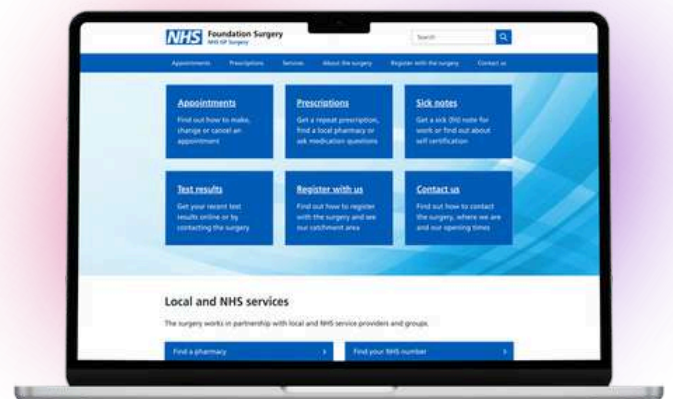 NHS Foundation Surgery
NHS GP Surgery
Search
Appointments Prescriptions Services About the surgery Register with the surgery Contact us
Appointments
Find out how to make,
change or cancel an
appointment
Prescriptions
Get a repeat prescription,
find a local pharmacy or
ask medication questions
Sick notes
Get a sick (fit) note for
work or find out about
self certification
Test results
Get your recent test
results online or by
contacting the surgery
Register with us
Find out how to register
with the surgery and see
our catchment area
Contact us
Find out how to contact
the surgery, where we are
and our opening times
Local and NHS services
The surgery works in partnership with local and NHS service providers and groups.
Find a pharmacy
Find your NHS number